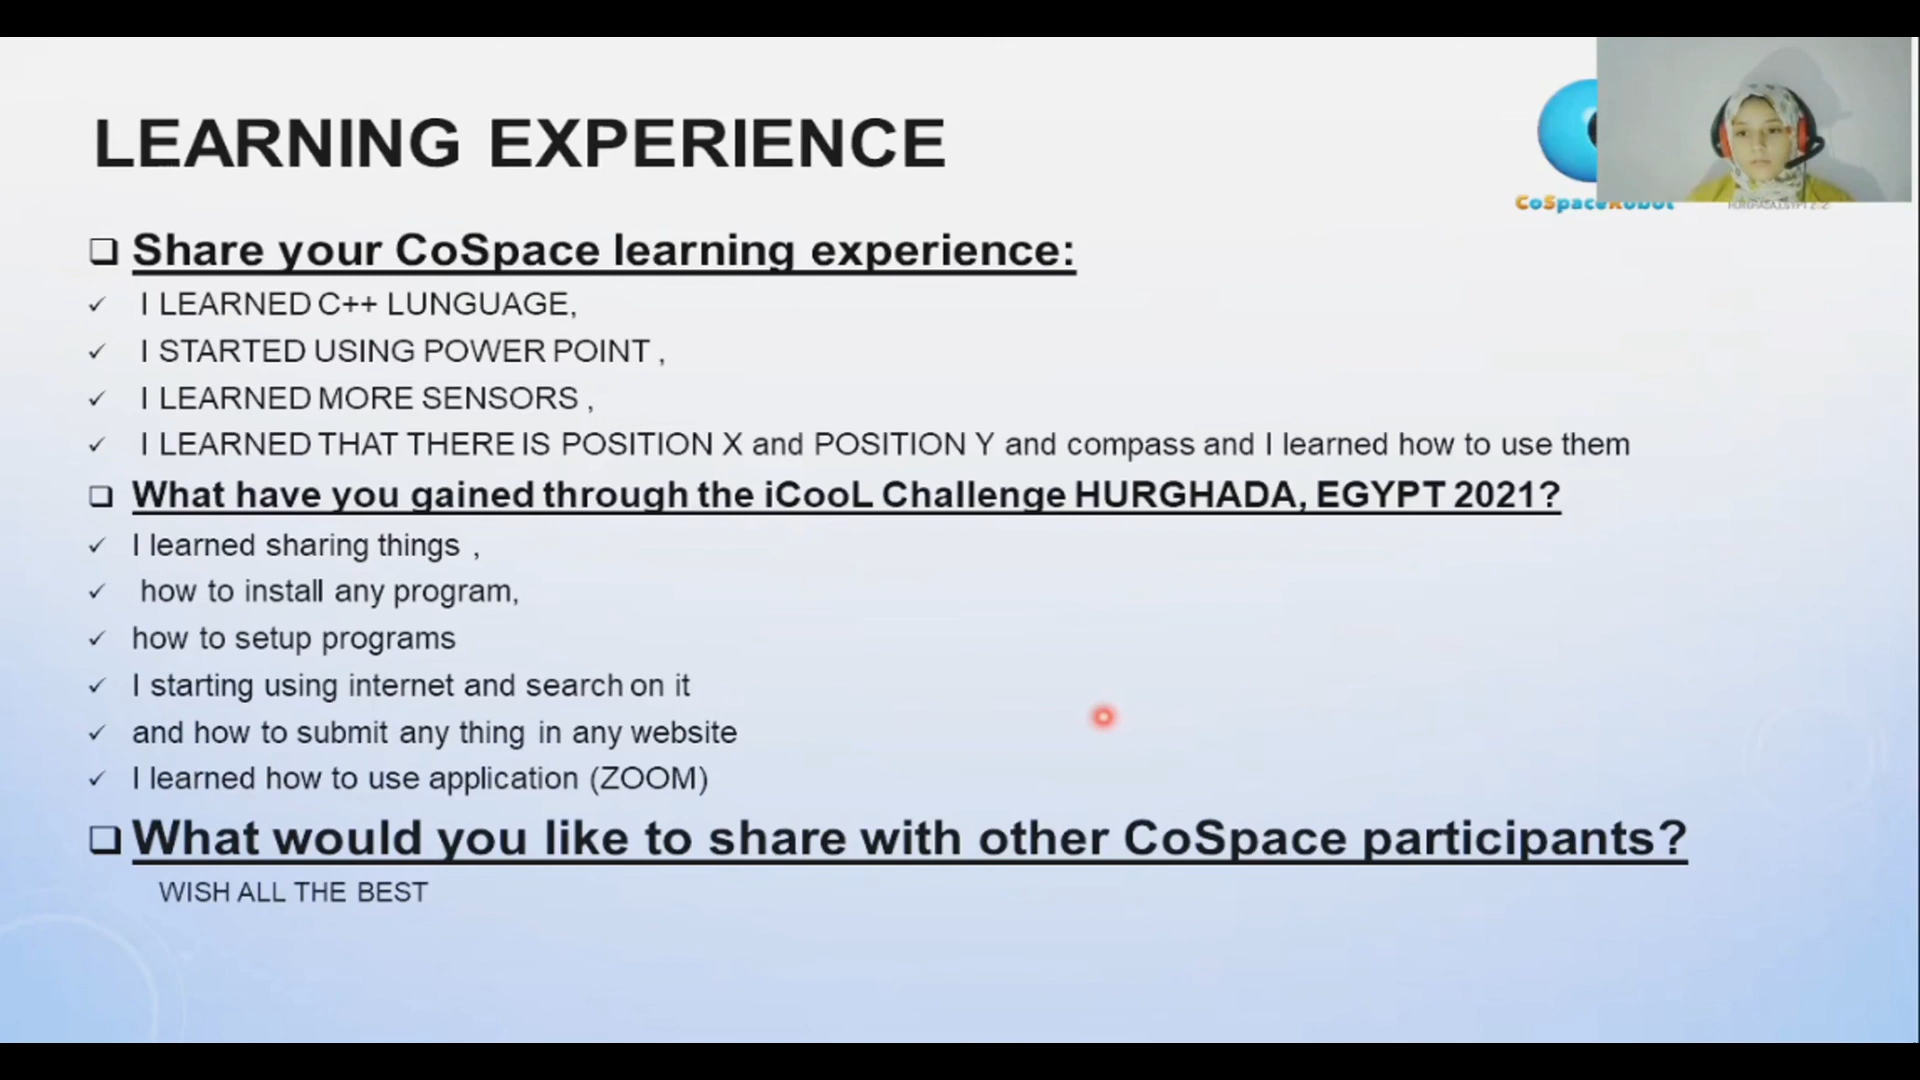 LEARNING EXPERIENCE
CoSpaceRobot
Share your CoSpace learning experience:
I LEARNED C++ LUNGUAGE,
I STARTED USING POWER POINT ,
I LEARNED MORE SENSORS ,
I LEARNED THAT THERE IS POSITION X and POSITION Y and compass and I learned how to use them
What have you gained through the iCooL Challenge HURGHADA, EGYPT 2021?
I learned sharing things ,
how to install any program,
how to setup programs
I starting using internet and search on it
and how to submit any thing in any website
I learned how to use application (ZOOM)
What would you like to share with other CoSpace participants?
WISH ALL THE BEST